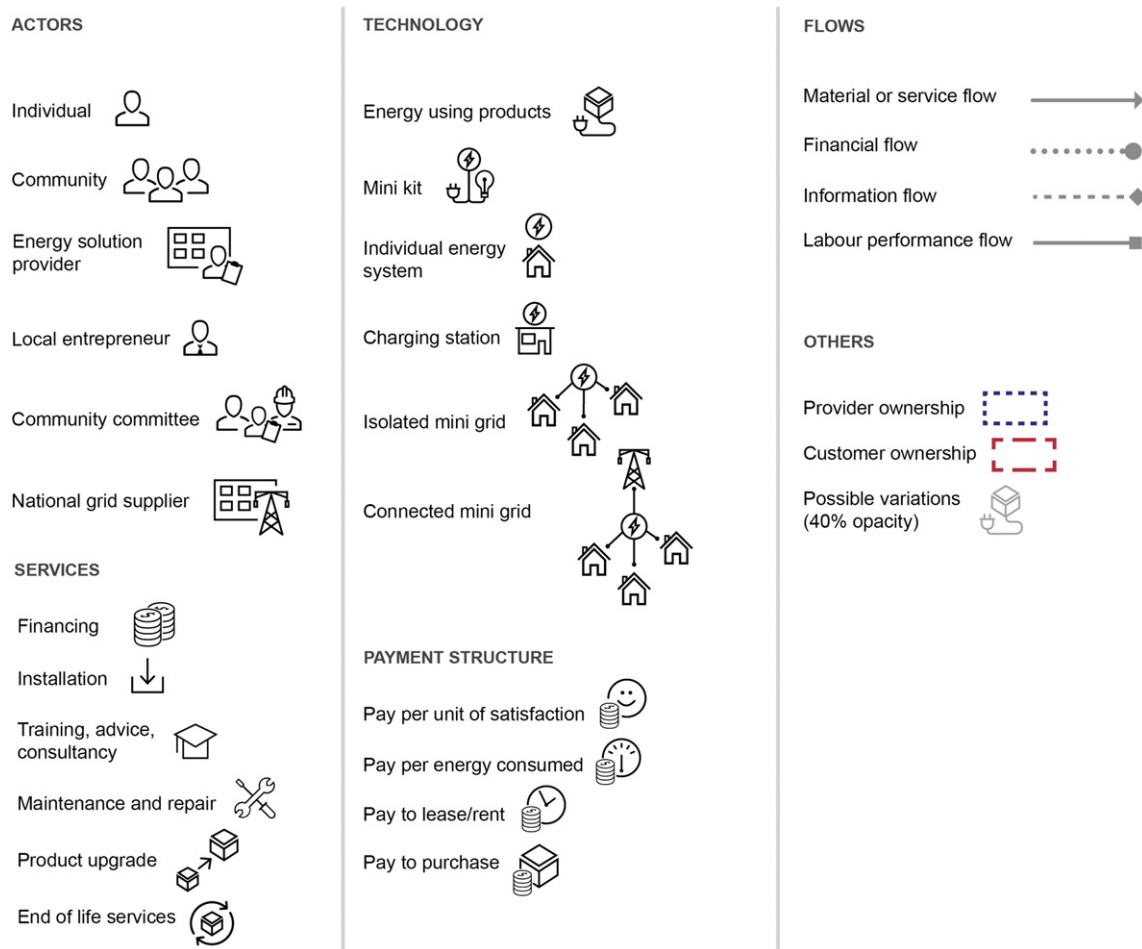 ACTORS
Individual
Community
Energy solution
provider
Local entrepreneur
Community committee
National grid supplier
SERVICES
Financing
Installation
Training, advice,
consultancy
Maintenance and repair
Product upgrade
End of life services
TECHNOLOGY
Energy using products
Mini kit
Individual energy
system
Charging station
Isolated mini grid
Connected mini grid
PAYMENT STRUCTURE
Pay per unit of satisfaction
Pay per energy consumed
Pay to lease/rent
Pay to purchase
FLOWS
Material or service flow
Financial flow
Information flow
Labour performance flow
OTHERS
Provider ownership
Customer ownership
Possible variations
(40% opacity)